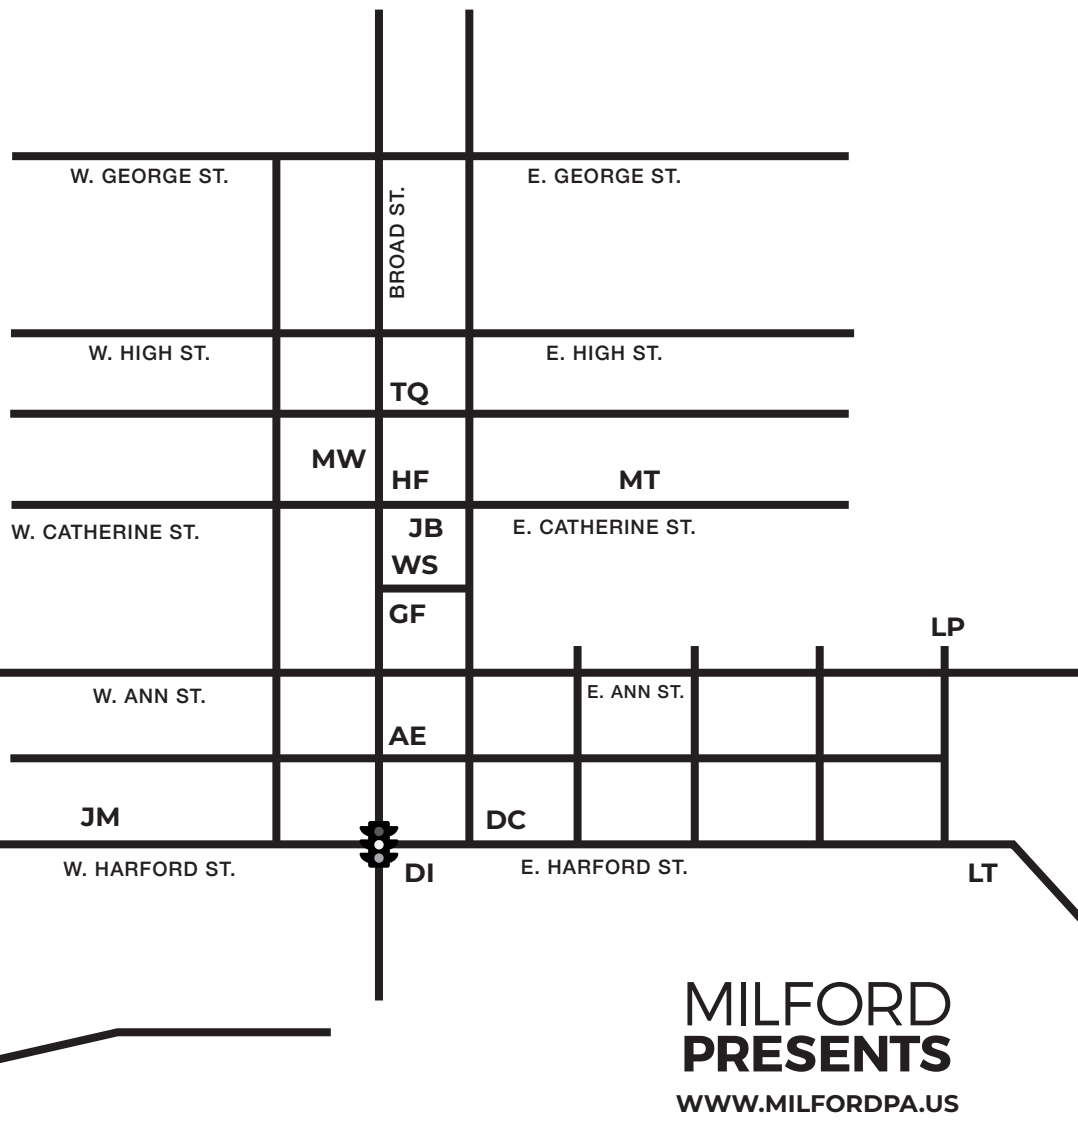 W. GEORGE ST.
E. GEORGE ST.
BROAD ST.
W. HIGH ST.
E. HIGH ST.
TQ
MW
HF
MT
W. CATHERINE ST.
JB
E. CATHERINE ST.
WS
GF
LP
W. ANN ST.
E. ANN ST.
AE
JM
DC
W. HARFORD ST.
DI
E. HARFORD ST.
LT
MILFORD
PRESENTS
WWW.MILFORDPA.US